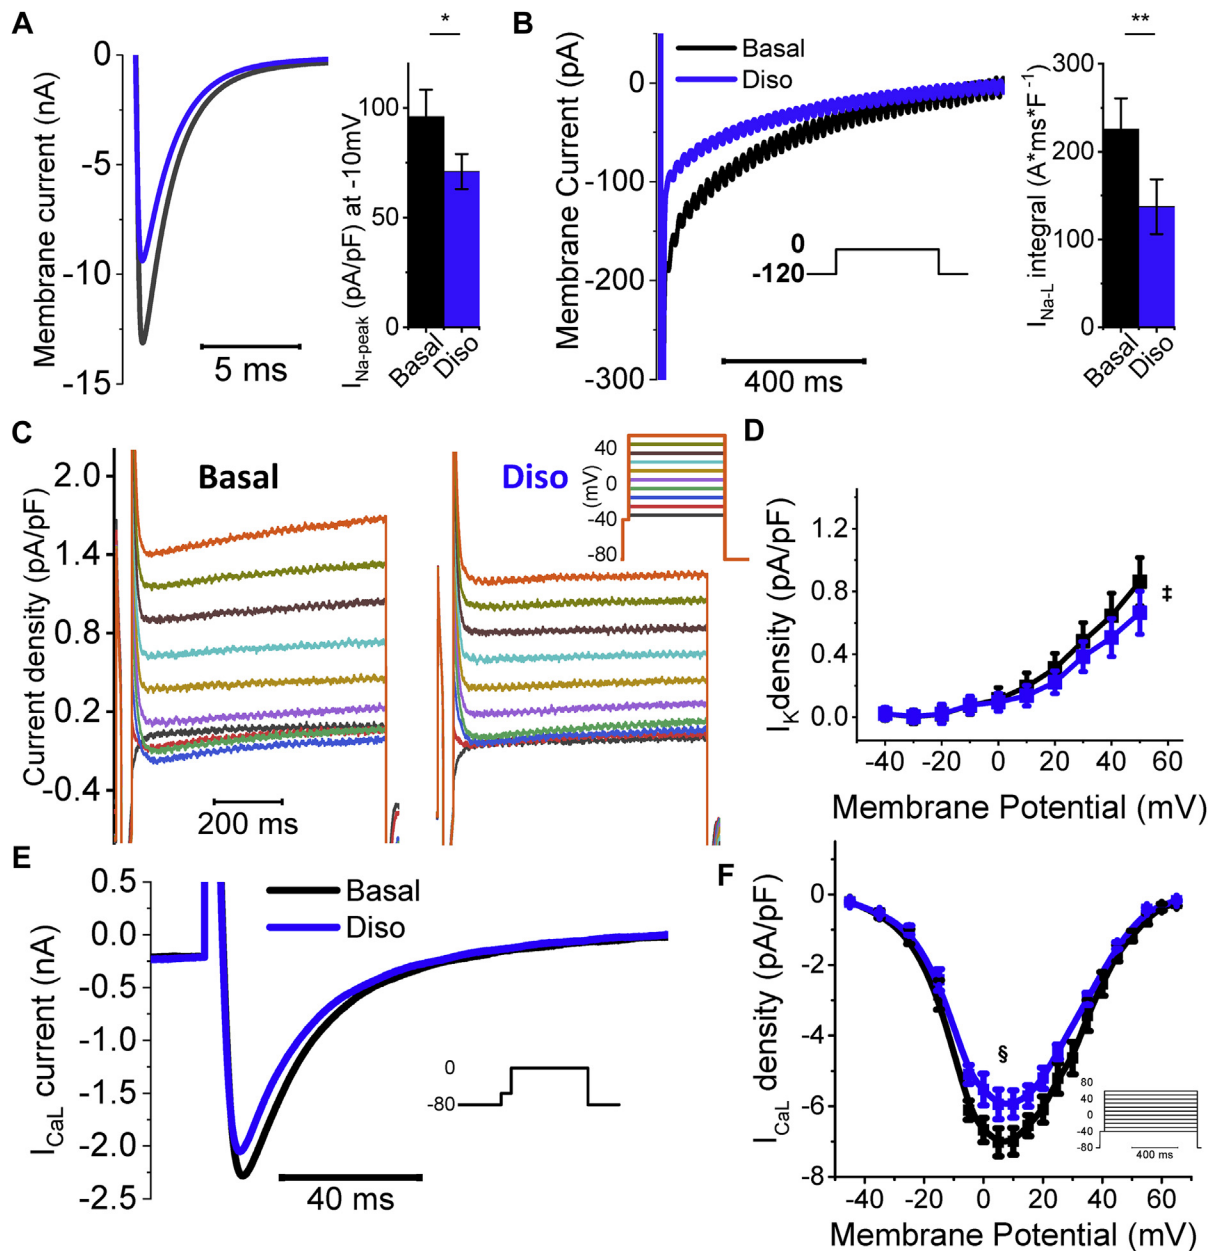 A
0
-5
-10
-15
Membrane current (nA)
5 ms
*
100
50
0
I_Na-peak (pA/pF) at -10mV
Basal
Diso
B
Basal
Diso
0
-100
-200
-300
Membrane Current (pA)
400 ms
0
-120
**
300
200
100
0
I_Na-L integral (A*ms*F^-1)
Basal
Diso
C
Basal
Diso
2.0
1.4
0.8
0.2
-0.4
Current density (pA/pF)
200 ms
40
0
-40
-80
(mV)
D
1.2
0.8
0.4
0.0
I_K density (pA/pF)
‡
-40 -20 0 20 40 60
Membrane Potential (mV)
E
Basal
Diso
0.5
0.0
-0.5
-1.0
-1.5
-2.0
-2.5
I_CaL current (nA)
0
-80
40 ms
F
0
-2
-4
-6
-8
I_CaL density (pA/pF)
§
80
40
0
-40
-80
400 ms
-40 -20 0 20 40 60
Membrane Potential (mV)